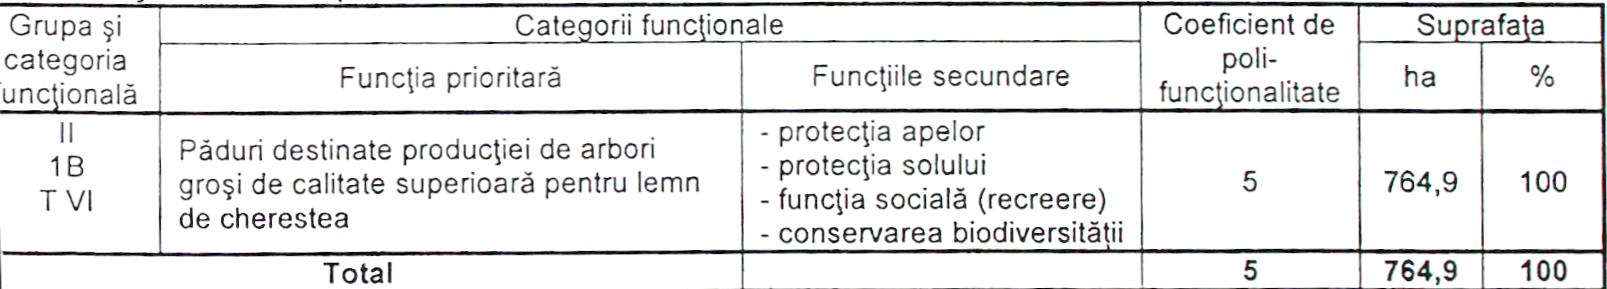 Grupa şi categoria funcţională
Categorii funcţionale
Coeficient de poli-funcţionalitate
Suprafaţa
Funcţia prioritară
Funcţiile secundare
ha
%
II
1B
T VI
Păduri destinate producţiei de arbori
groşi de calitate superioară pentru lemn
de cherestea
- protecţia apelor
- protecţia solului
- funcţia socială (recreere)
- conservarea biodiversităţii
5
764,9
100
Total
5
764,9
100